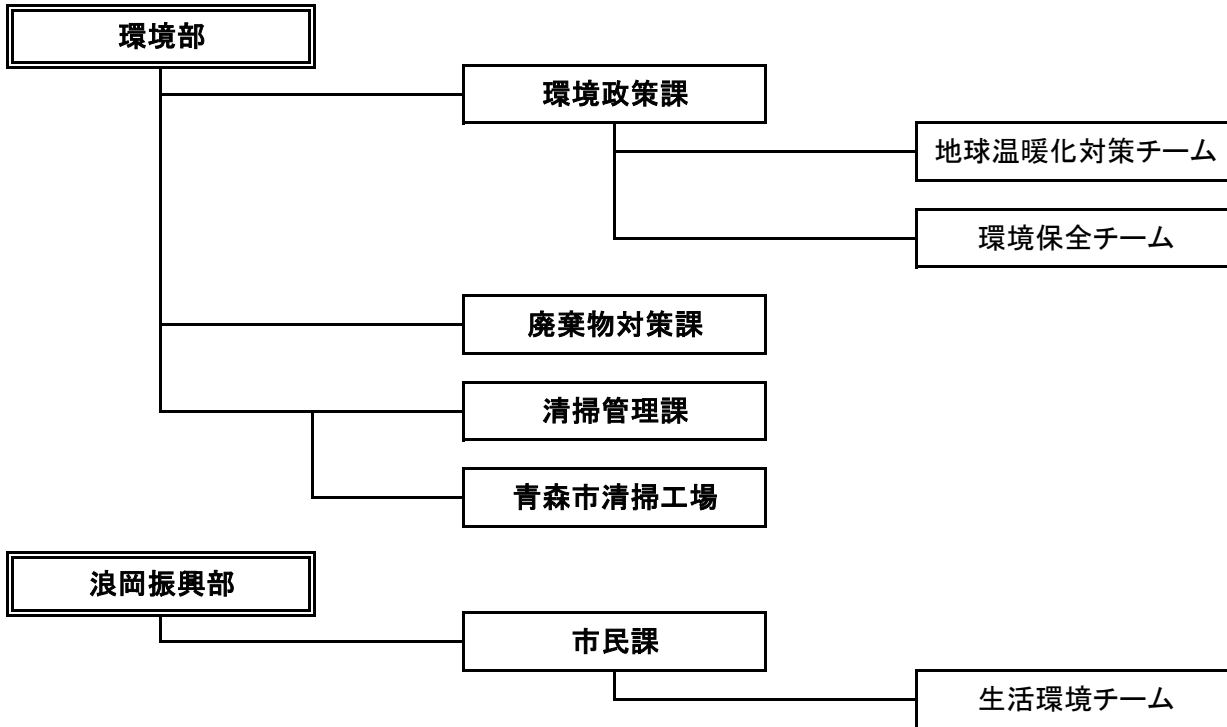 環境部
環境政策課
地球温暖化対策チーム
環境保全チーム
廃棄物対策課
清掃管理課
青森市清掃工場
浪岡振興部
市民課
生活環境チーム